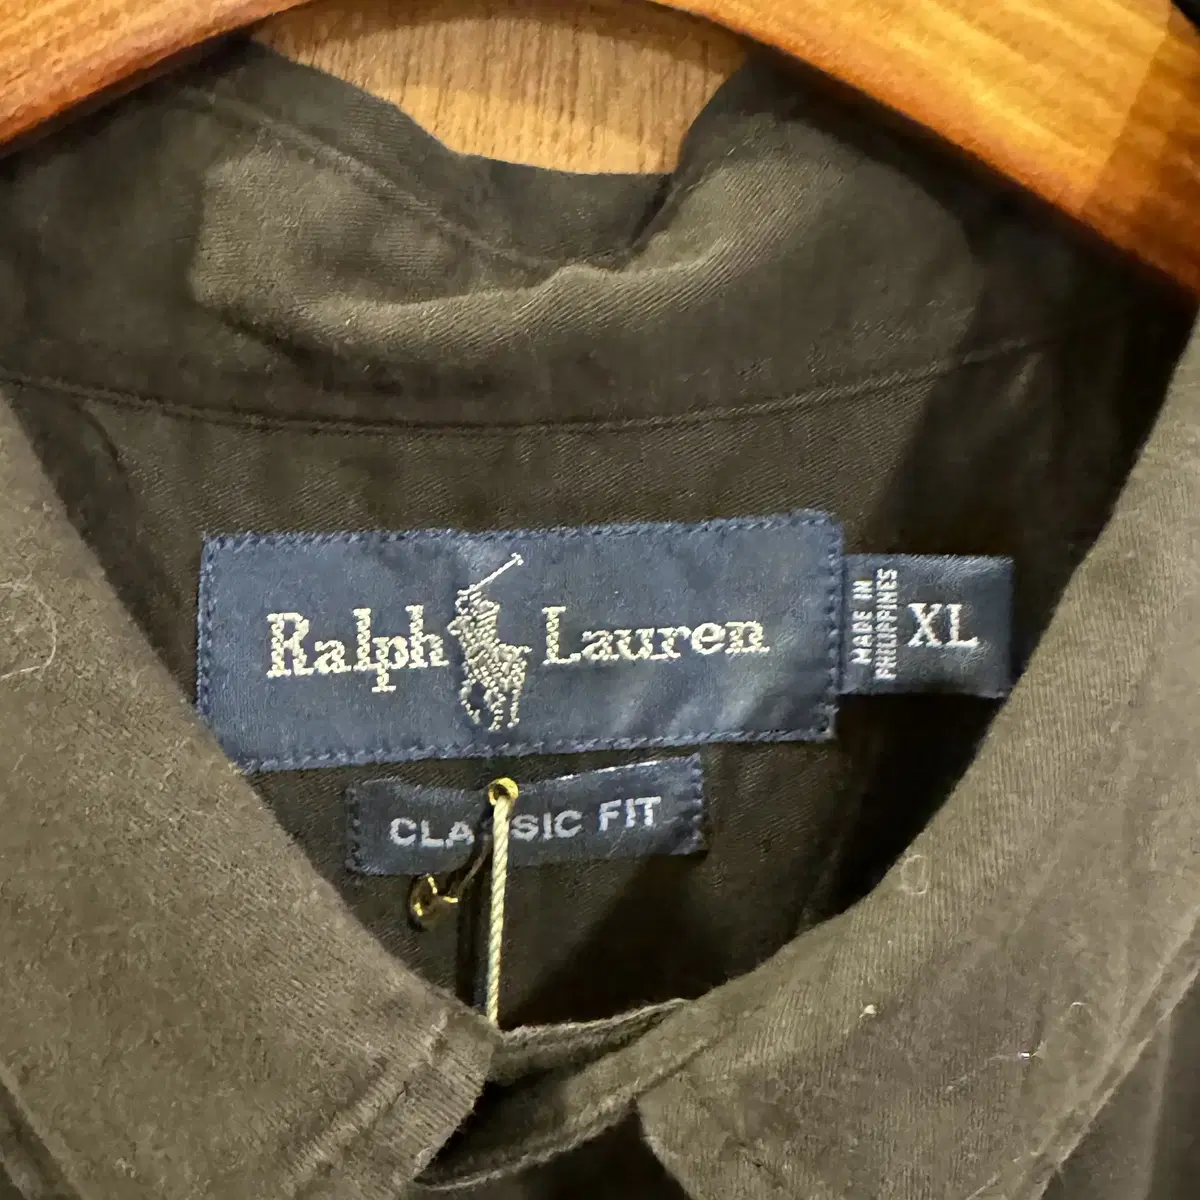 Ralph Lauren
MADE IN
PHILIPPINES
XL
CLASSIC FIT